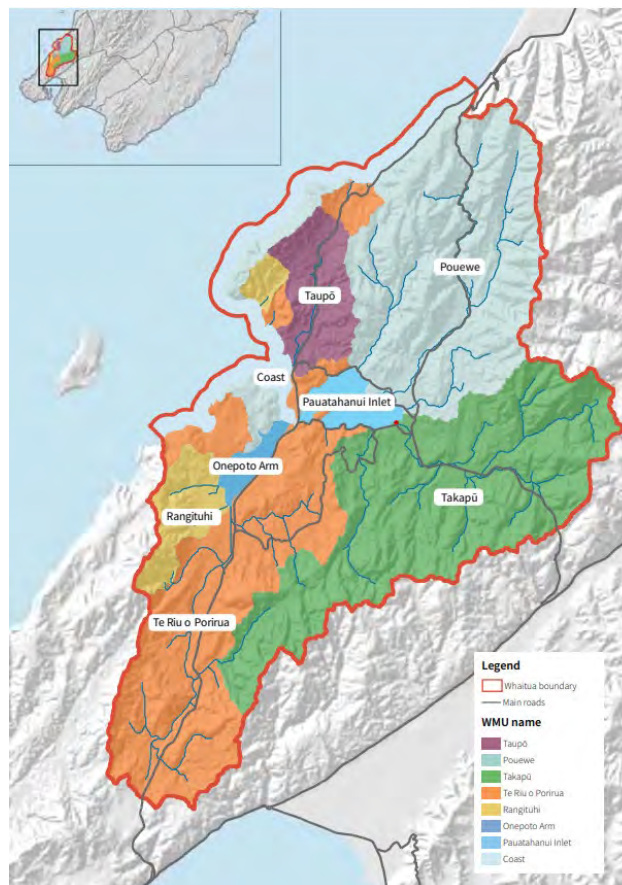 Pouewe
Taupō
Coast
Pauatahanui Inlet
Onepoto Arm
Takapū
Rangituhi
Te Riu o Porirua
Legend
Whaitua boundary
Main roads
WMU name
Taupō
Pouewe
Takapū
Te Riu o Porirua
Rangituhi
Onepoto Arm
Pauatahanui Inlet
Coast